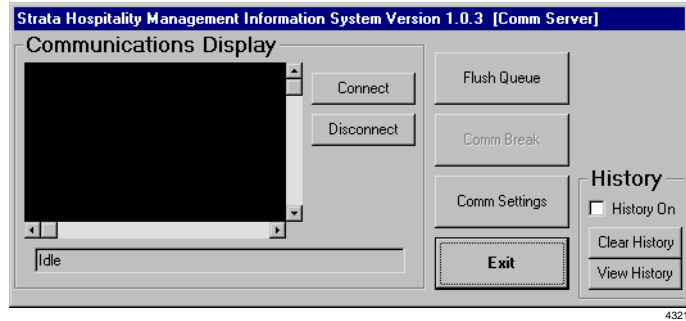 Strata Hospitality Management Information System Version 1.0.3 [Comm Server]
Communications Display
Connect
Disconnect
Idle
Flush Queue
Comm Break
Comm Settings
Exit
History
History On
Clear History
View History
4321